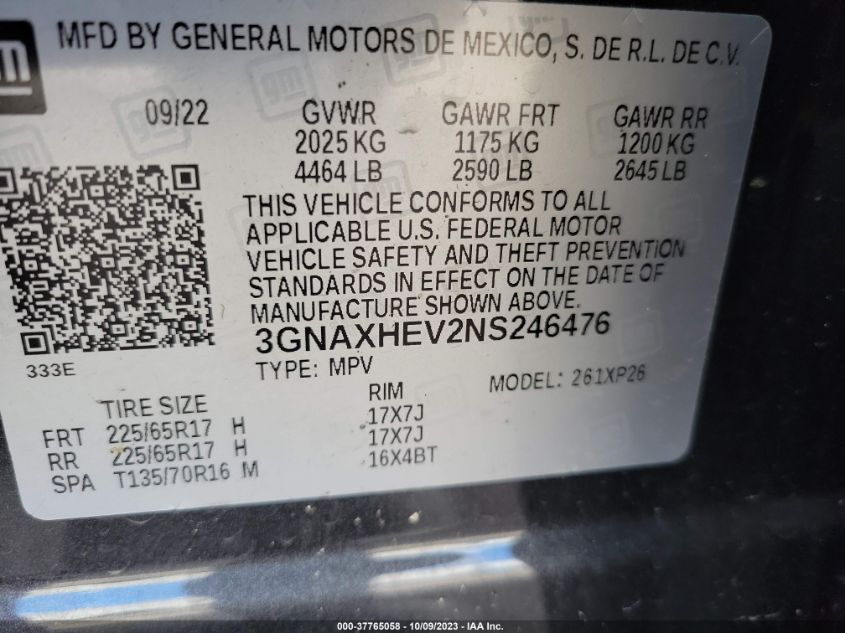 gm
MFD BY GENERAL MOTORS DE MEXICO, S. DE R.L. DE C.V.
09/22 GVWR GAWR FRT GAWR RR
2025 KG 1175 KG 1200 KG
4464 LB 2590 LB 2645 LB
THIS VEHICLE CONFORMS TO ALL
APPLICABLE U.S. FEDERAL MOTOR
VEHICLE SAFETY AND THEFT PREVENTION
STANDARDS IN EFFECT ON THE DATE OF
MANUFACTURE SHOWN ABOVE.
3GNAXHEV2NS246476
333E TYPE: MPV MODEL: 261XP26
TIRE SIZE RIM
FRT 225/65R17 H 17X7J
RR 225/65R17 H 17X7J
SPA T135/70R16 M 16X4BT
000-37765058 - 10/09/2023 - IAA Inc.